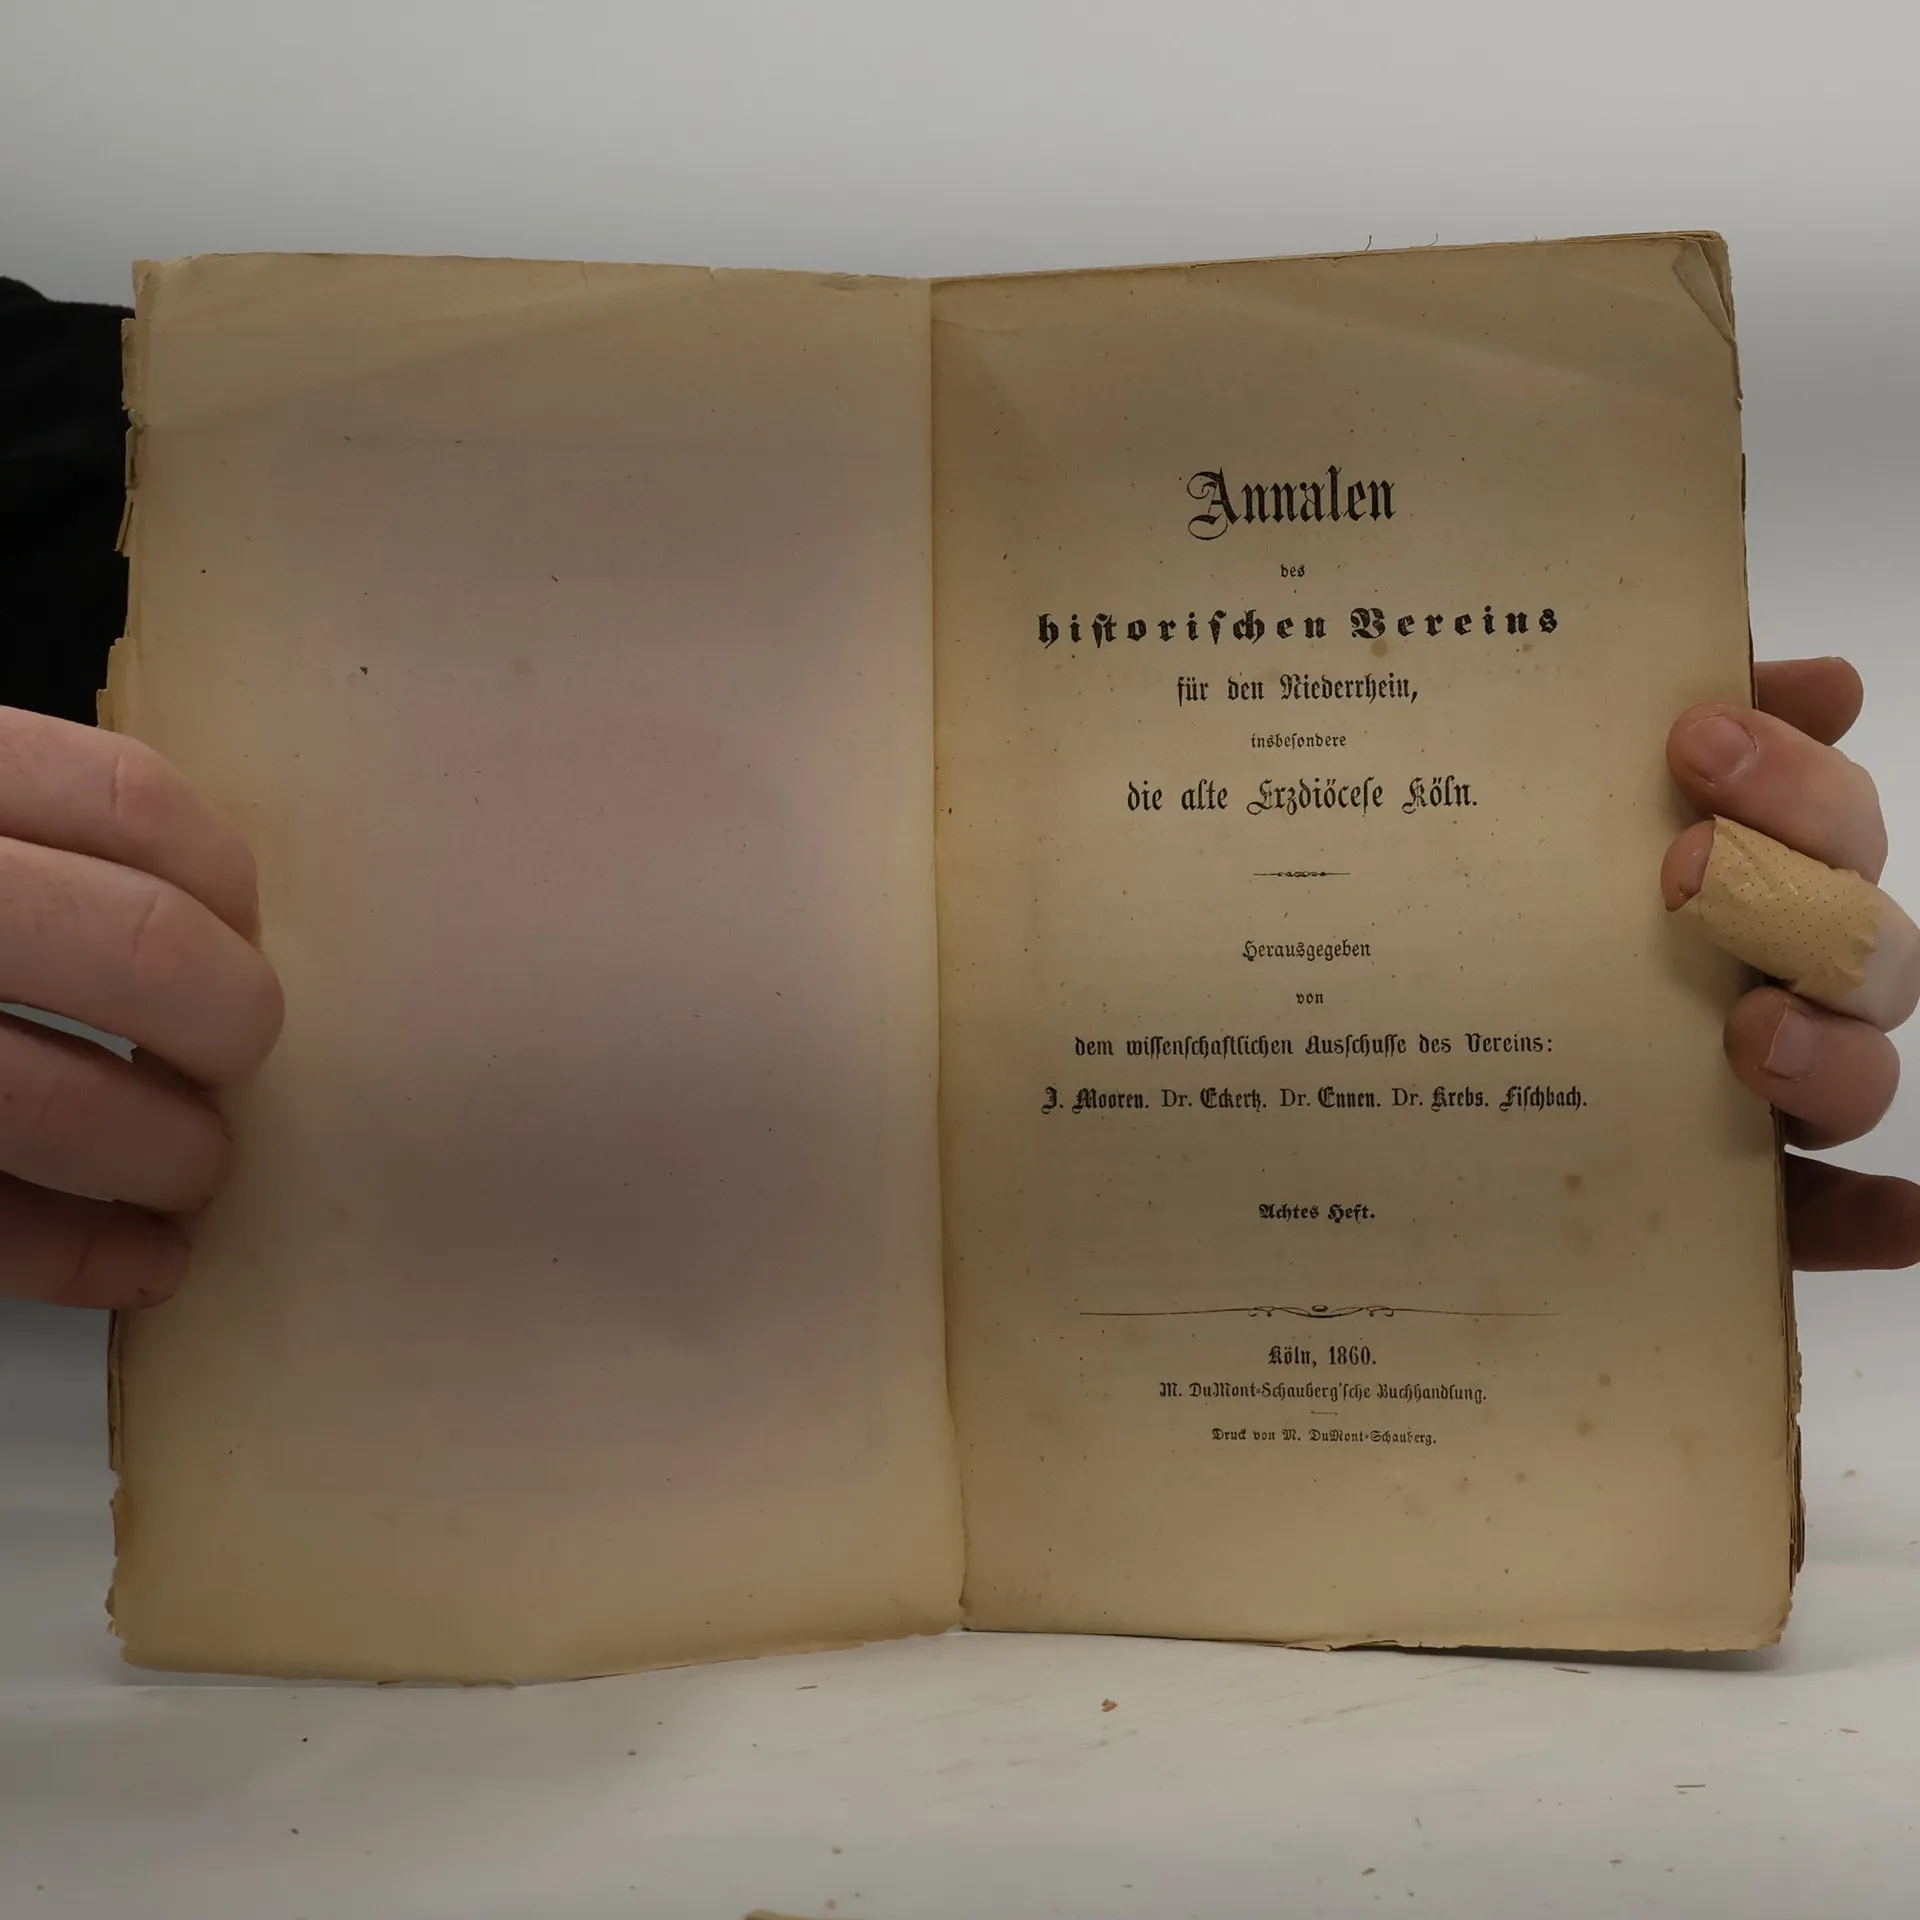 Annalen
des
historischen Vereins
für den Niederrhein,
insbesondere
die alte Erzdiöcese Köln.
Herausgegeben
von
dem wissenschaftlichen Ausschusse des Vereins:
J. Mooren. Dr. Eckertz. Dr. Ennen. Dr. Krebs. Fischbach.
Achtes Heft.
Köln, 1860.
M. DuMont-Schauberg'sche Buchhandlung.
Druck von M. DuMont-Schauberg.